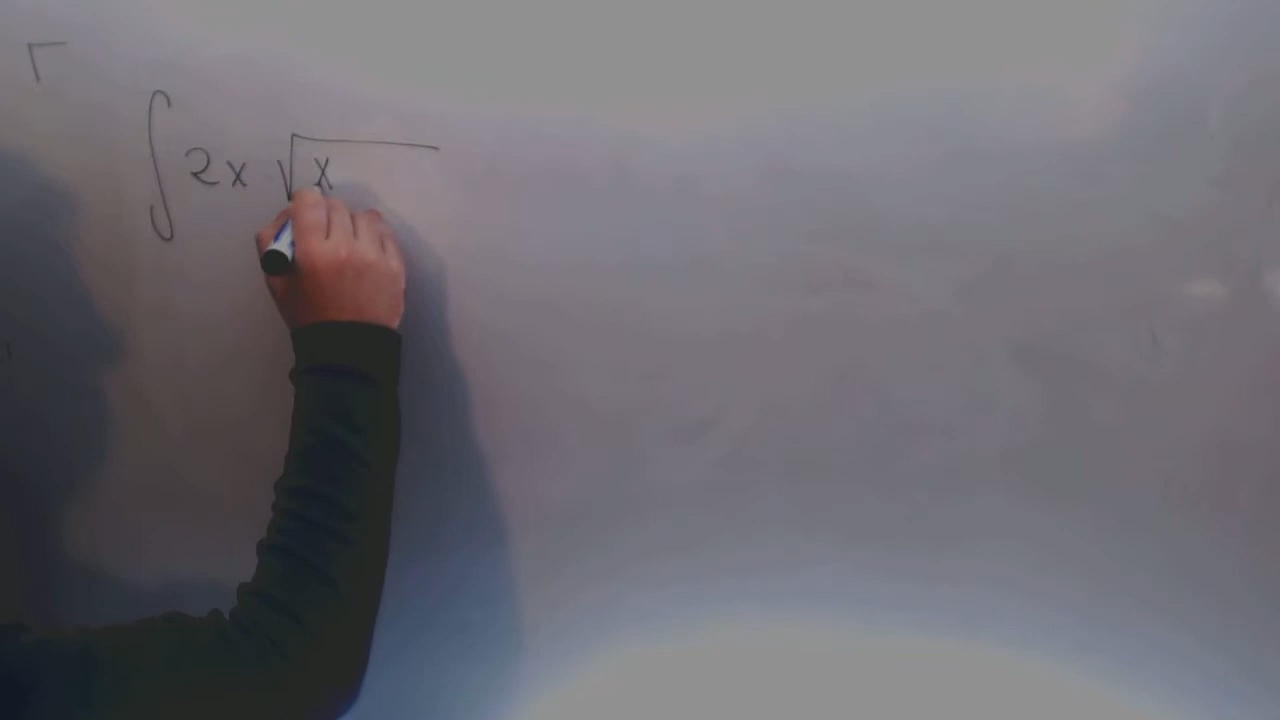 ∫ 2x √x